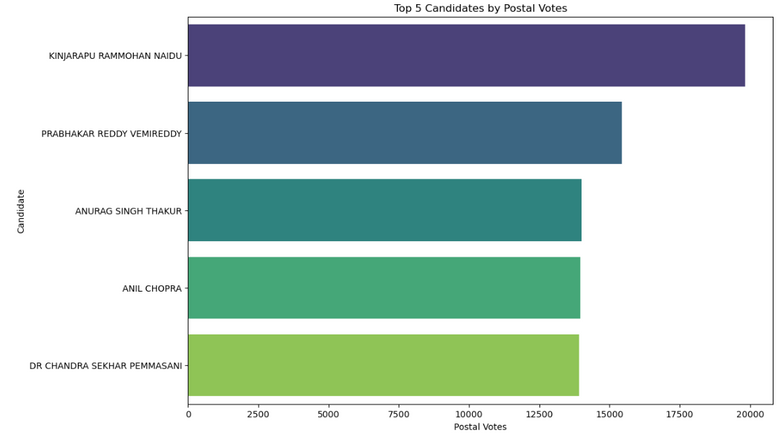 Top 5 Candidates by Postal Votes
Candidate
KINJARAPU RAMMOHAN NAIDU
PRABHAKAR REDDY VEMIREDDY
ANURAG SINGH THAKUR
ANIL CHOPRA
DR CHANDRA SEKHAR PEMMASANI
0 2500 5000 7500 10000 12500 15000 17500 20000
Postal Votes